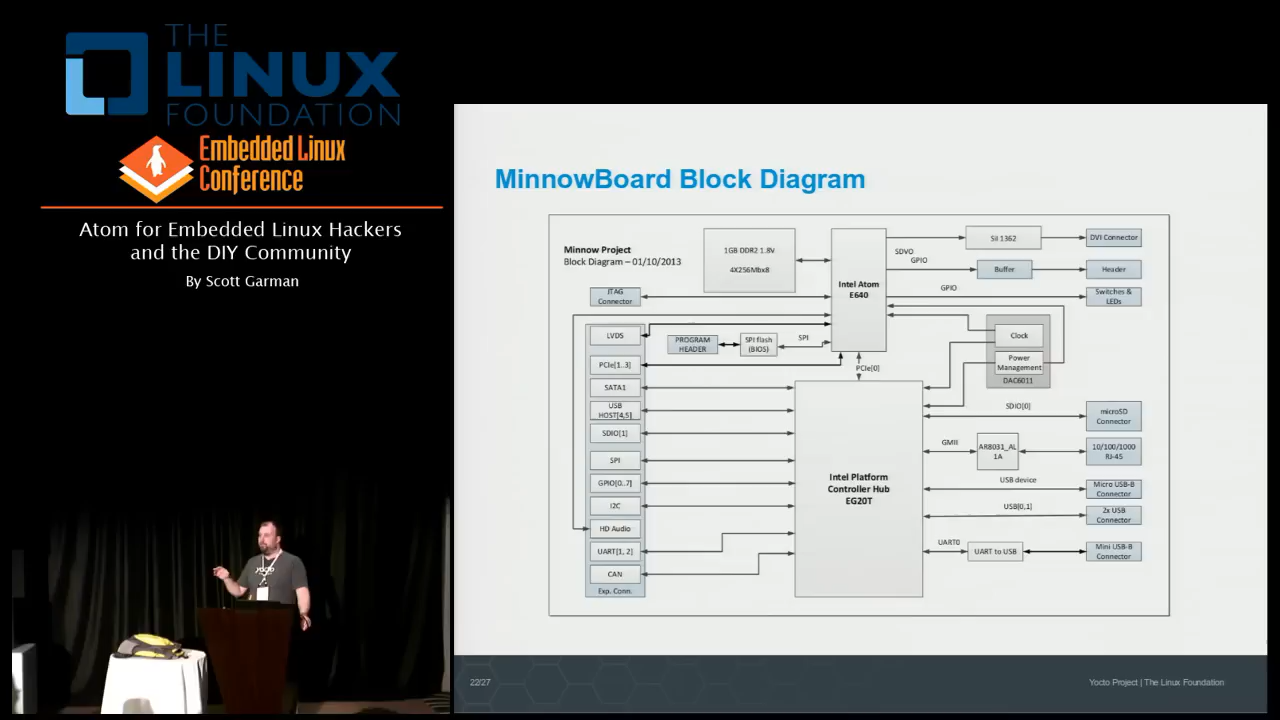 THE
LINUX
FOUNDATION
Embedded Linux
Conference
Atom for Embedded Linux Hackers
and the DIY Community
By Scott Garman
MinnowBoard Block Diagram
Minnow Project
Block Diagram – 01/10/2013
1GB DDR2 1.8V
4X256Mbx8
Intel Atom
E640
SDVO
GPIO
Sil 1362
DVI Connector
Buffer
Header
GPIO
Switches &
LEDs
JTAG
Connector
LVDS
PROGRAM
HEADER
SPI flash
(BIOS)
SPI
Clock
Power
Management
DAC6011
PCIe[1..3]
PCIe[0]
SATA1
USB
HOST[4,5]
SDIO[1]
SPI
GPIO[0..7]
I2C
HD Audio
UART[1, 2]
CAN
Exp. Conn.
Intel Platform
Controller Hub
EG20T
SDIO[0]
microSD
Connector
GMII
AR8031_AL
1A
10/100/1000
RJ-45
USB device
Micro USB-B
Connector
USB[0,1]
2x USB
Connector
UART0
UART to USB
Mini USB-B
Connector
22/27
Yocto Project | The Linux Foundation